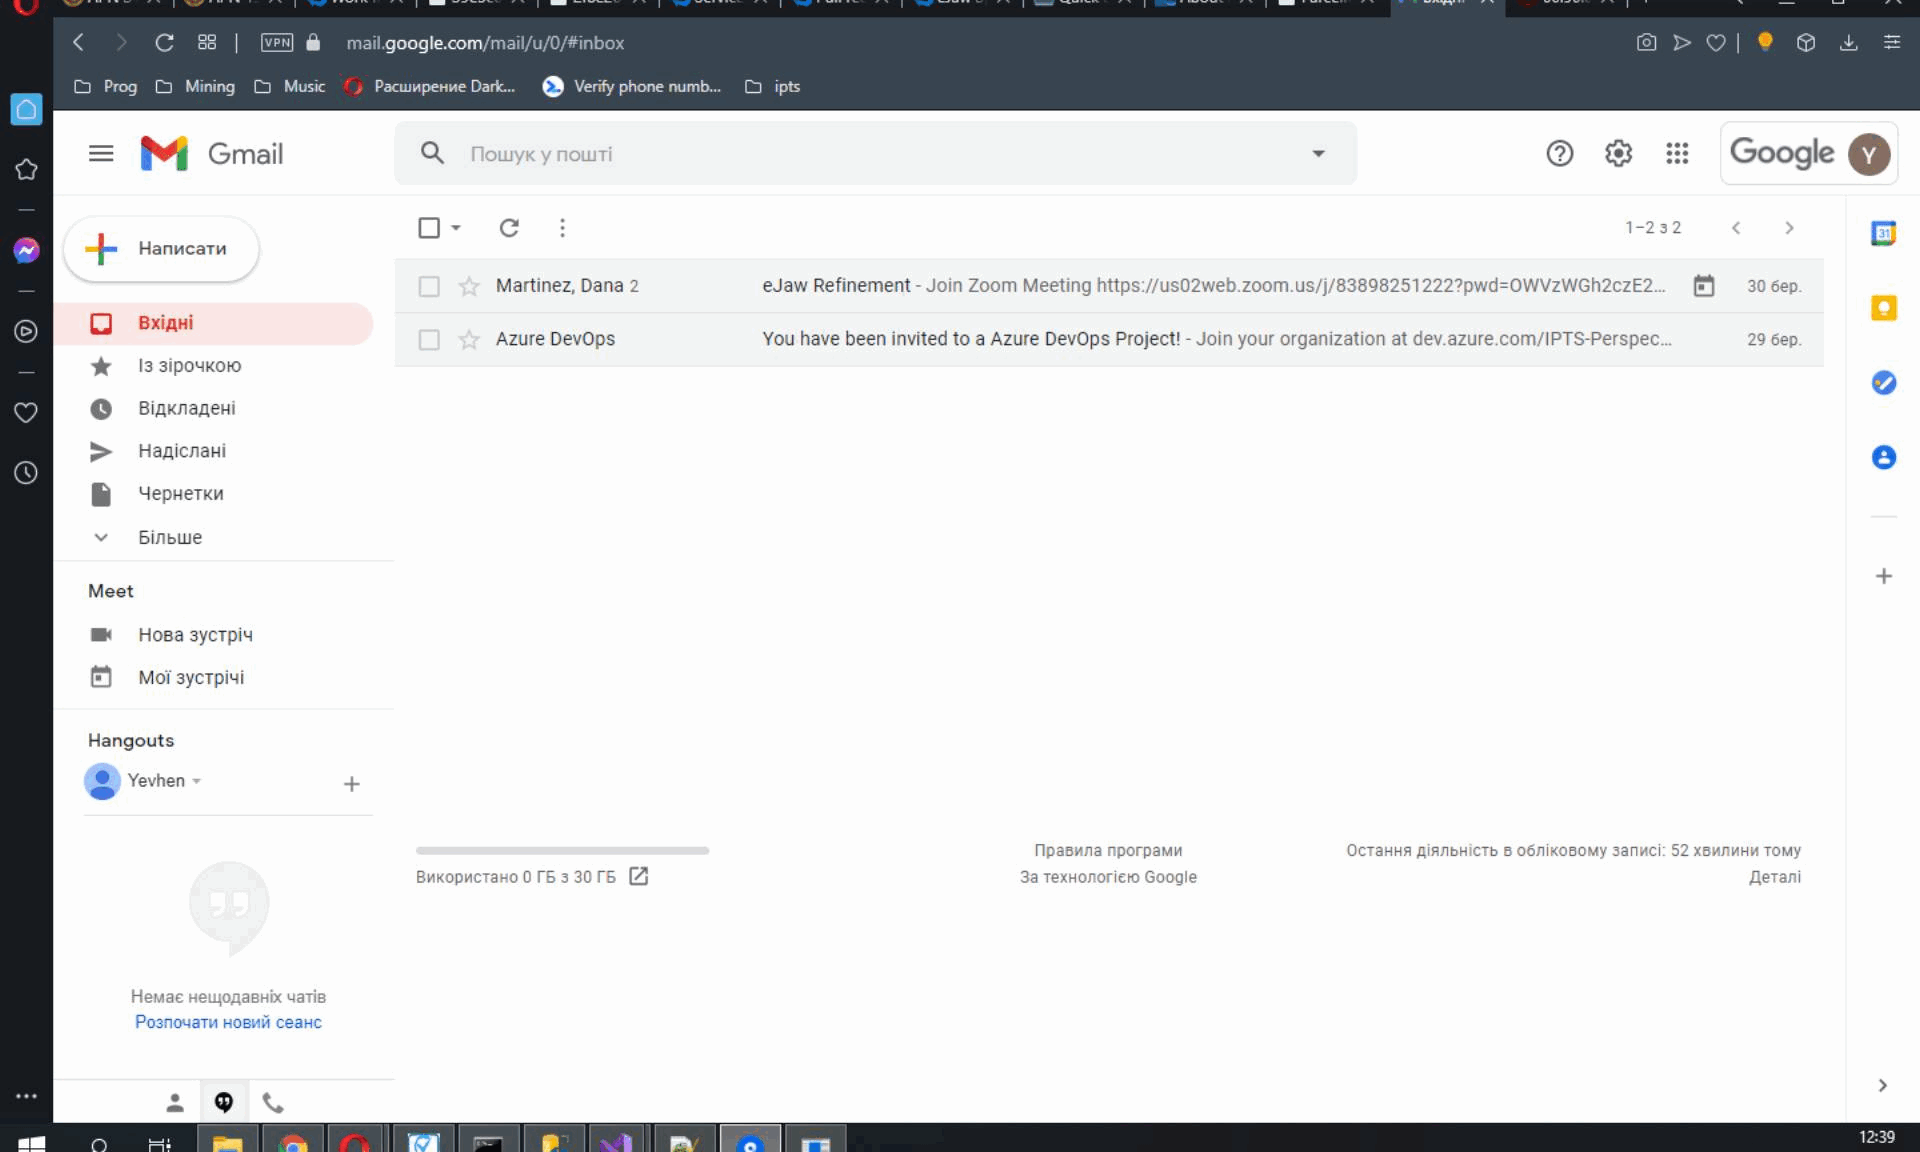 VPN mail.google.com/mail/u/0/#inbox
Prog Mining Music Расширение Dark... Verify phone numb... ipts
Gmail Пошук у пошті Google Y
Написати
1–2 з 2
31
Martinez, Dana 2 eJaw Refinement - Join Zoom Meeting https://us02web.zoom.us/j/83898251222?pwd=OWVzWGh2czE2... 30 бер.
Azure DevOps You have been invited to a Azure DevOps Project! - Join your organization at dev.azure.com/IPTS-Perspec... 29 бер.
Вхідні
Із зірочкою
Відкладені
Надіслані
Чернетки
Більше
Meet
Нова зустріч
Мої зустрічі
Hangouts
Yevhen
Немає нещодавніх чатів
Розпочати новий сеанс
Використано 0 ГБ з 30 ГБ
Правила програми
За технологією Google
Остання діяльність в обліковому записі: 52 хвилини тому
Деталі
12:39